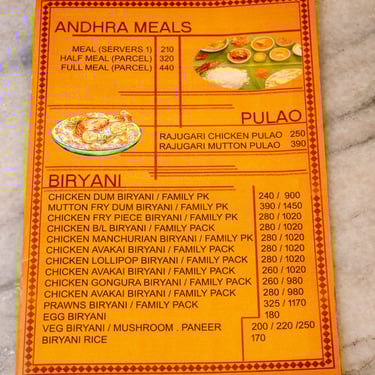 ANDHRA MEALS
MEAL (SERVERS 1) 210
HALF MEAL (PARCEL) 320
FULL MEAL (PARCEL) 440
PULAO
RAJUGARI CHICKEN PULAO 250
RAJUGARI MUTTON PULAO 390
BIRYANI
CHICKEN DUM BIRYANI / FAMILY PK 240 / 900
MUTTON FRY DUM BIRYANI / FAMILY PK 390 / 1450
CHICKEN FRY PIECE BIRYANI / FAMILY PK 280 / 1020
CHICKEN B/L BIRYANI / FAMILY PACK 280 / 1020
CHICKEN MANCHURIAN BIRYANI / FAMILY PK 280 / 1020
CHICKEN AVAKAI BIRYANI / FAMILY PACK 280 / 1020
CHICKEN LOLLIPOP BIRYANI / FAMILY PACK 280 / 1020
CHICKEN AVAKAI BIRYANI / FAMILY PACK 260 / 1020
CHICKEN GONGURA BIRYANI / FAMILY PACK 260 / 980
CHICKEN AVAKAI BIRYANI / FAMILY PACK 280 / 980
PRAWNS BIRYANI / FAMILY PACK 325 / 1170
EGG BIRYANI 180
VEG BIRYANI / MUSHROOM . PANEER 200 / 220 /250
BIRYANI RICE 170